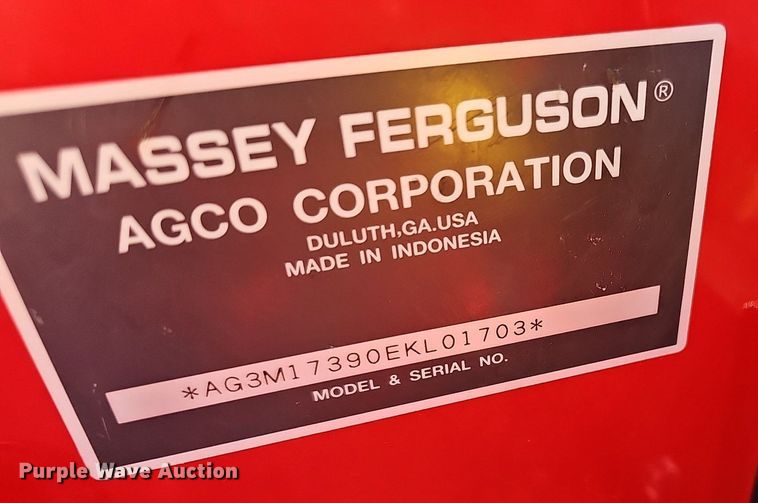 MASSEY FERGUSON®
AGCO CORPORATION
DULUTH,GA.USA
MADE IN INDONESIA
*AG3M17390EKL01703*
MODEL & SERIAL NO.
Purple Wave Auction